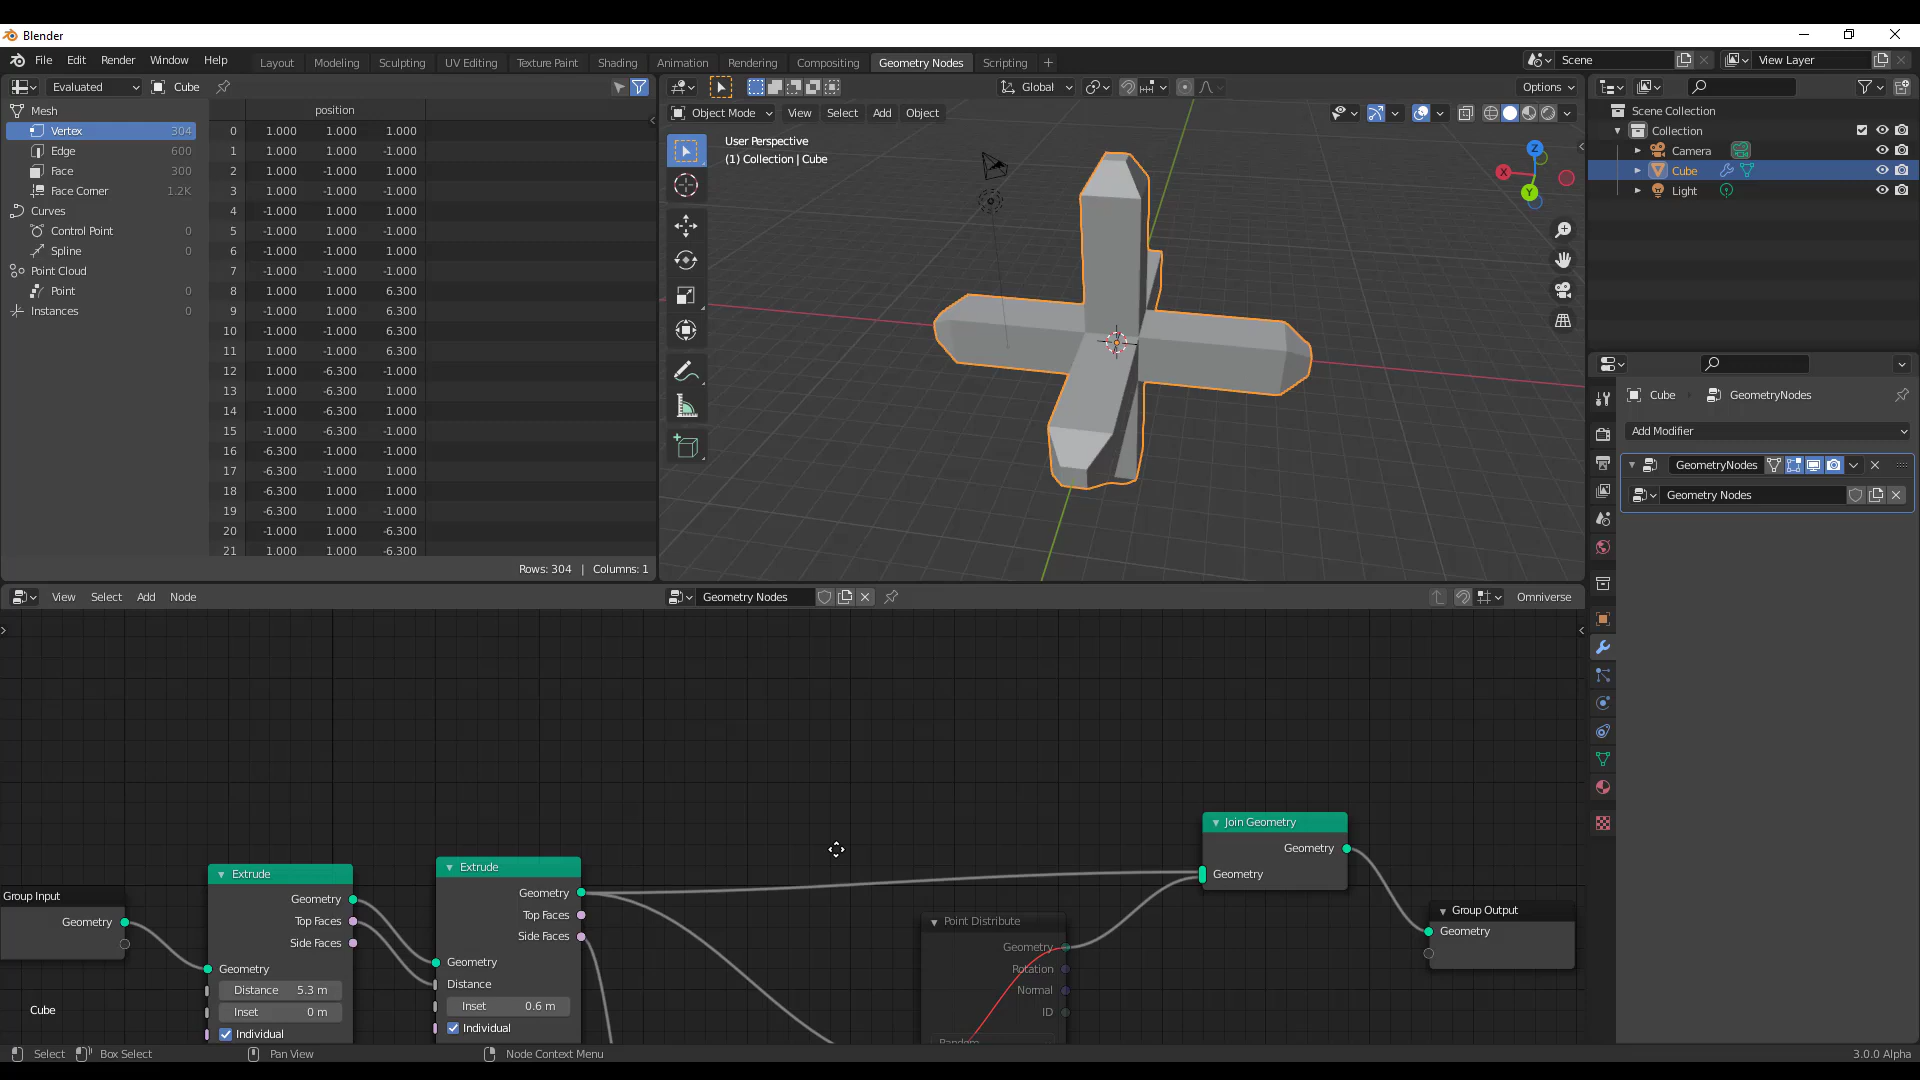 Blender
File Edit Render Window Help
Layout Modeling Sculpting UV Editing Texture Paint Shading Animation Rendering Compositing Geometry Nodes Scripting +
Scene
View Layer
Evaluated Cube
Mesh
Vertex 304
Edge 600
Face 300
Face Corner 1.2K
Curves
Control Point 0
Spline 0
Point Cloud
Point 0
Instances
position
0 1.000 1.000 1.000
1 1.000 1.000 -1.000
2 1.000 -1.000 1.000
3 1.000 -1.000 -1.000
4 -1.000 1.000 1.000
5 -1.000 1.000 -1.000
6 -1.000 -1.000 1.000
7 -1.000 -1.000 -1.000
8 1.000 1.000 6.300
9 -1.000 1.000 6.300
10 -1.000 -1.000 6.300
11 1.000 -1.000 6.300
12 1.000 -6.300 -1.000
13 1.000 -6.300 1.000
14 -1.000 -6.300 1.000
15 -1.000 -6.300 -1.000
16 -6.300 -1.000 -1.000
17 -6.300 -1.000 1.000
18 -6.300 1.000 1.000
19 -6.300 1.000 -1.000
20 -1.000 1.000 -6.300
21 1.000 1.000 -6.300
Rows: 304 | Columns: 1
Global
Options
Object Mode View Select Add Object
User Perspective
(1) Collection | Cube
Z
X
Y
Scene Collection
Collection
Camera
Cube
Light
Cube GeometryNodes
Add Modifier
GeometryNodes
Geometry Nodes
View Select Add Node
Geometry Nodes
Omniverse
Group Input
Geometry
Extrude
Geometry
Top Faces
Side Faces
Geometry
Distance 5.3 m
Inset 0 m
Individual
Extrude
Geometry
Top Faces
Side Faces
Geometry
Distance
Inset 0.6 m
Individual
Point Distribute
Geometry
Rotation
Normal
ID
Join Geometry
Geometry
Geometry
Group Output
Geometry
Cube
Select
Box Select
Pan View
Node Context Menu
3.0.0 Alpha